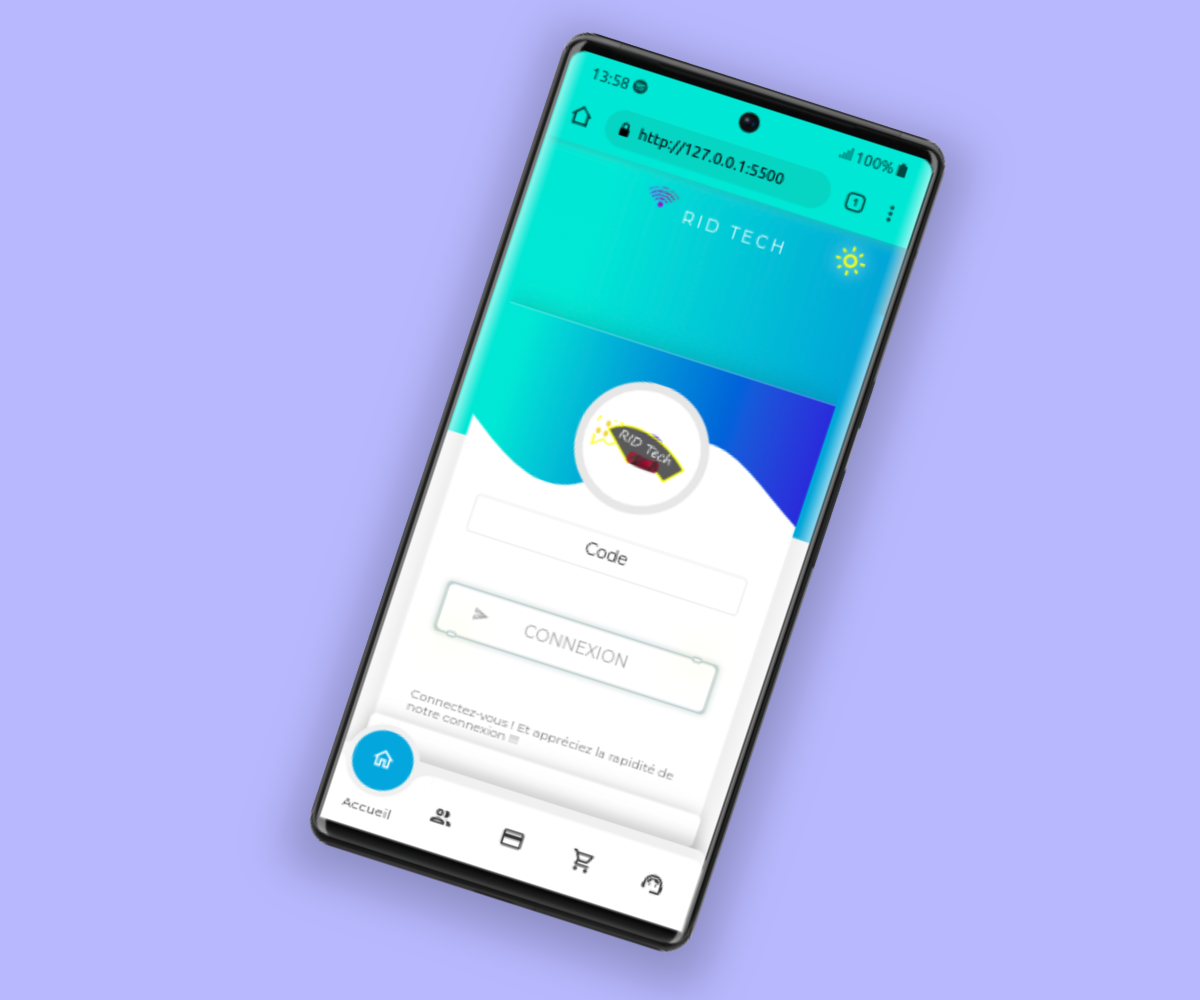 13:58
100%
http://127.0.0.1:5500
1
RID TECH
RID Tech
Code
CONNEXION
Connectez-vous ! Et appréciez la rapidité de
notre connexion !!!
Accueil